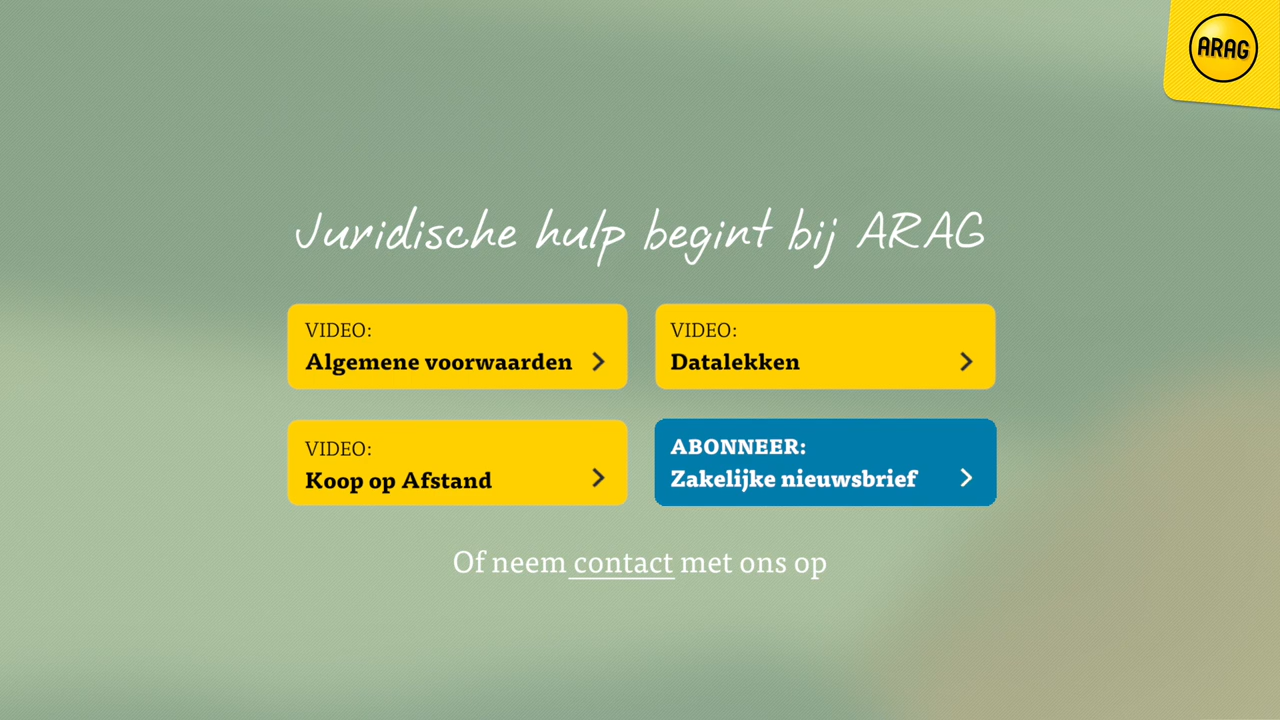 ARAG
Juridische hulp begint bij ARAG
VIDEO:
Algemene voorwaarden
VIDEO:
Datalekken
VIDEO:
Koop op Afstand
ABONNEER:
Zakelijke nieuwsbrief
Of neem contact met ons op